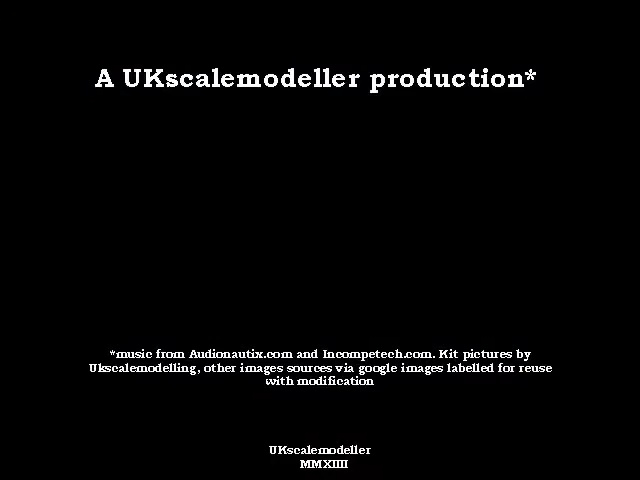 A UKscalemodeller production*
*music from Audionautix.com and Incompetech.com. Kit pictures by
Ukscalemodelling, other images sources via google images labelled for reuse
with modification
UKscalemodeller
MMXIIII